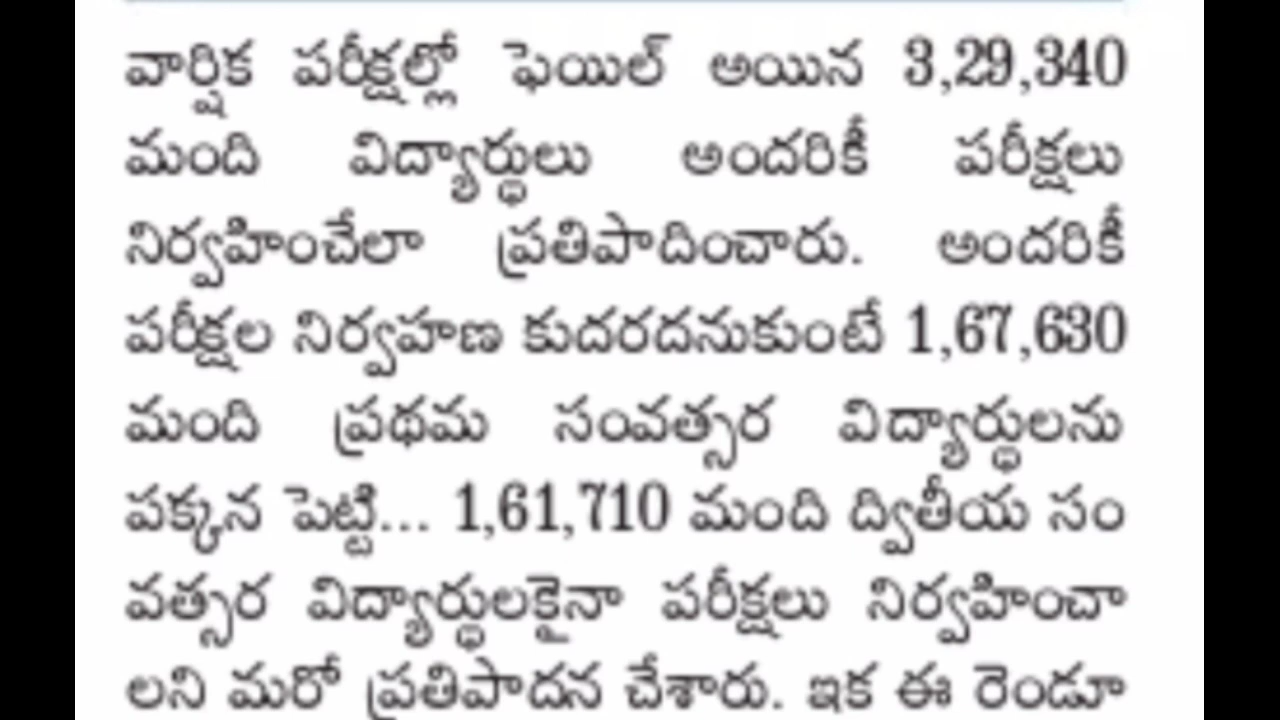 వార్షిక పరీక్షల్లో ఫెయిల్ అయిన 3,29,340
మంది విద్యార్థులు అందరికీ పరీక్షలు
నిర్వహించేలా ప్రతిపాదించారు. అందరికీ
పరీక్షల నిర్వహణ కుదరదనుకుంటే 1,67,630
మంది ప్రథమ సంవత్సర విద్యార్థులను
పక్కన పెట్టి... 1,61,710 మంది ద్వితీయ సం
వత్సర విద్యార్థులకైనా పరీక్షలు నిర్వహించా
లని మరో ప్రతిపాదన చేశారు. ఇక ఈ రెండూ